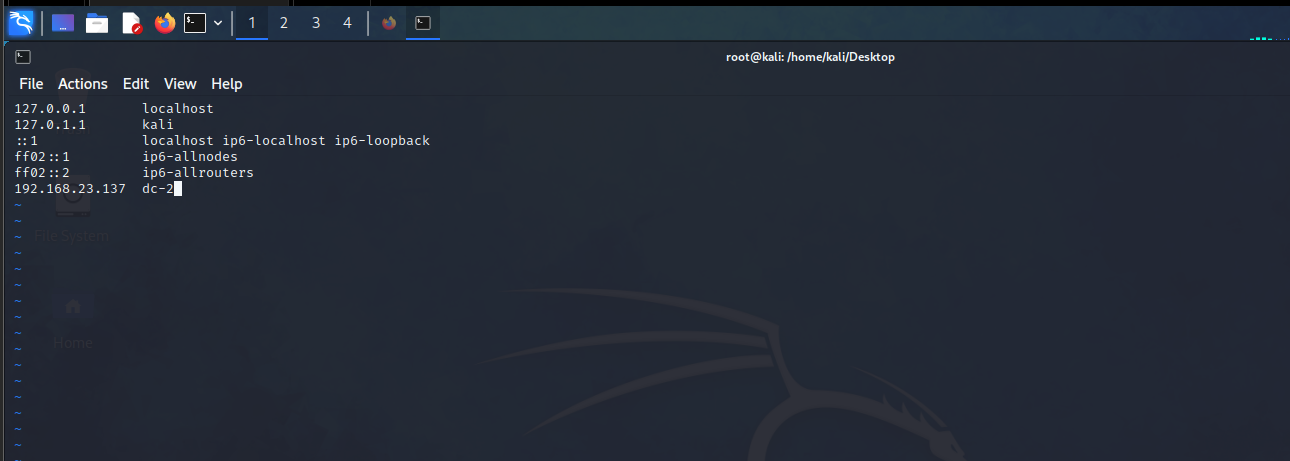 1 2 3 4
root@kali: /home/kali/Desktop
File Actions Edit View Help
127.0.0.1 localhost
127.0.1.1 kali
::1 localhost ip6-localhost ip6-loopback
ff02::1 ip6-allnodes
ff02::2 ip6-allrouters
192.168.23.137 dc-2
~
~
~
File System
~
~
~
~
~
~
~
~
~
Home
~
~
~
~
~